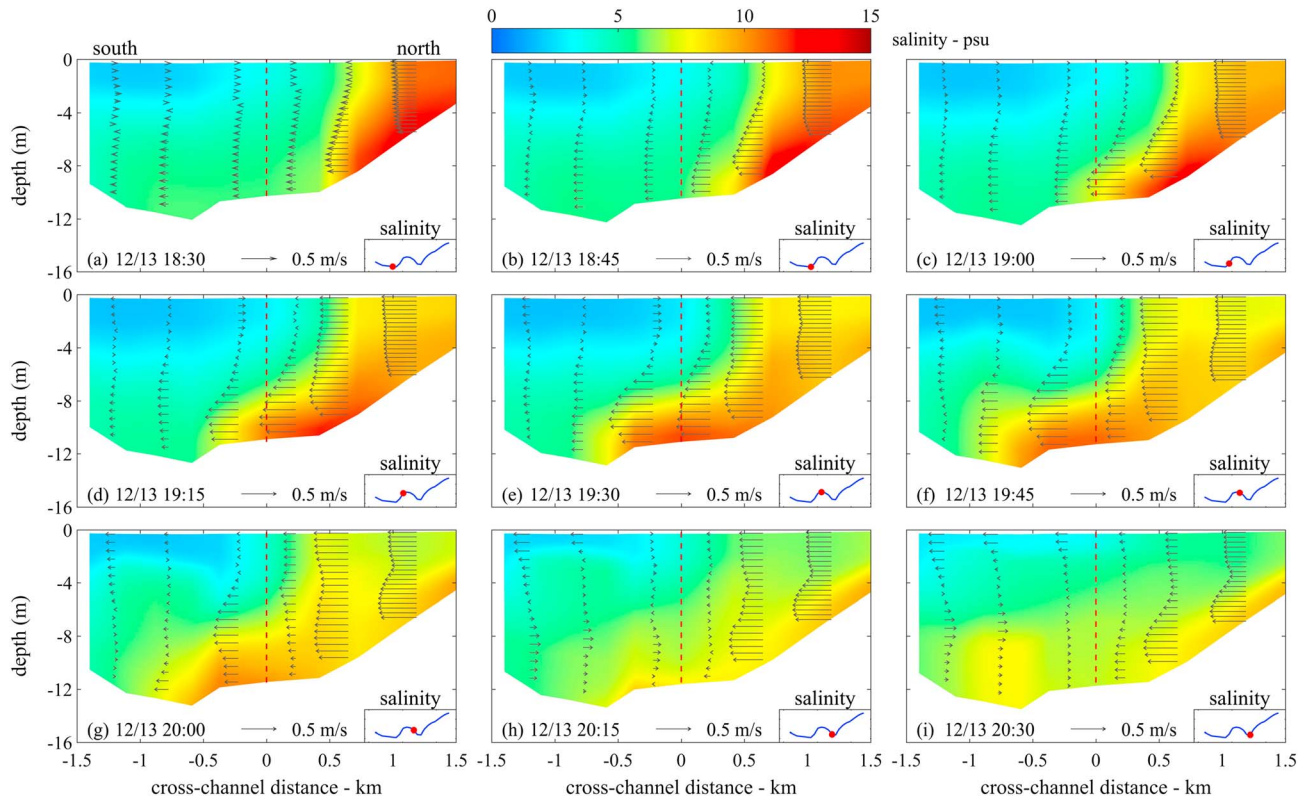 0 5 10 15
salinity - psu
south north
0
-4
-8
-12
-16
depth (m)
salinity
(a) 12/13 18:30 0.5 m/s
salinity
(b) 12/13 18:45 0.5 m/s
salinity
(c) 12/13 19:00 0.5 m/s
0
-4
-8
-12
-16
depth (m)
salinity
(d) 12/13 19:15 0.5 m/s
salinity
(e) 12/13 19:30 0.5 m/s
salinity
(f) 12/13 19:45 0.5 m/s
0
-4
-8
-12
-16
depth (m)
salinity
(g) 12/13 20:00 0.5 m/s
salinity
(h) 12/13 20:15 0.5 m/s
salinity
(i) 12/13 20:30 0.5 m/s
-1.5 -1 -0.5 0 0.5 1 1.5
-1.5 -1 -0.5 0 0.5 1 1.5
-1.5 -1 -0.5 0 0.5 1 1.5
cross-channel distance - km
cross-channel distance - km
cross-channel distance - km